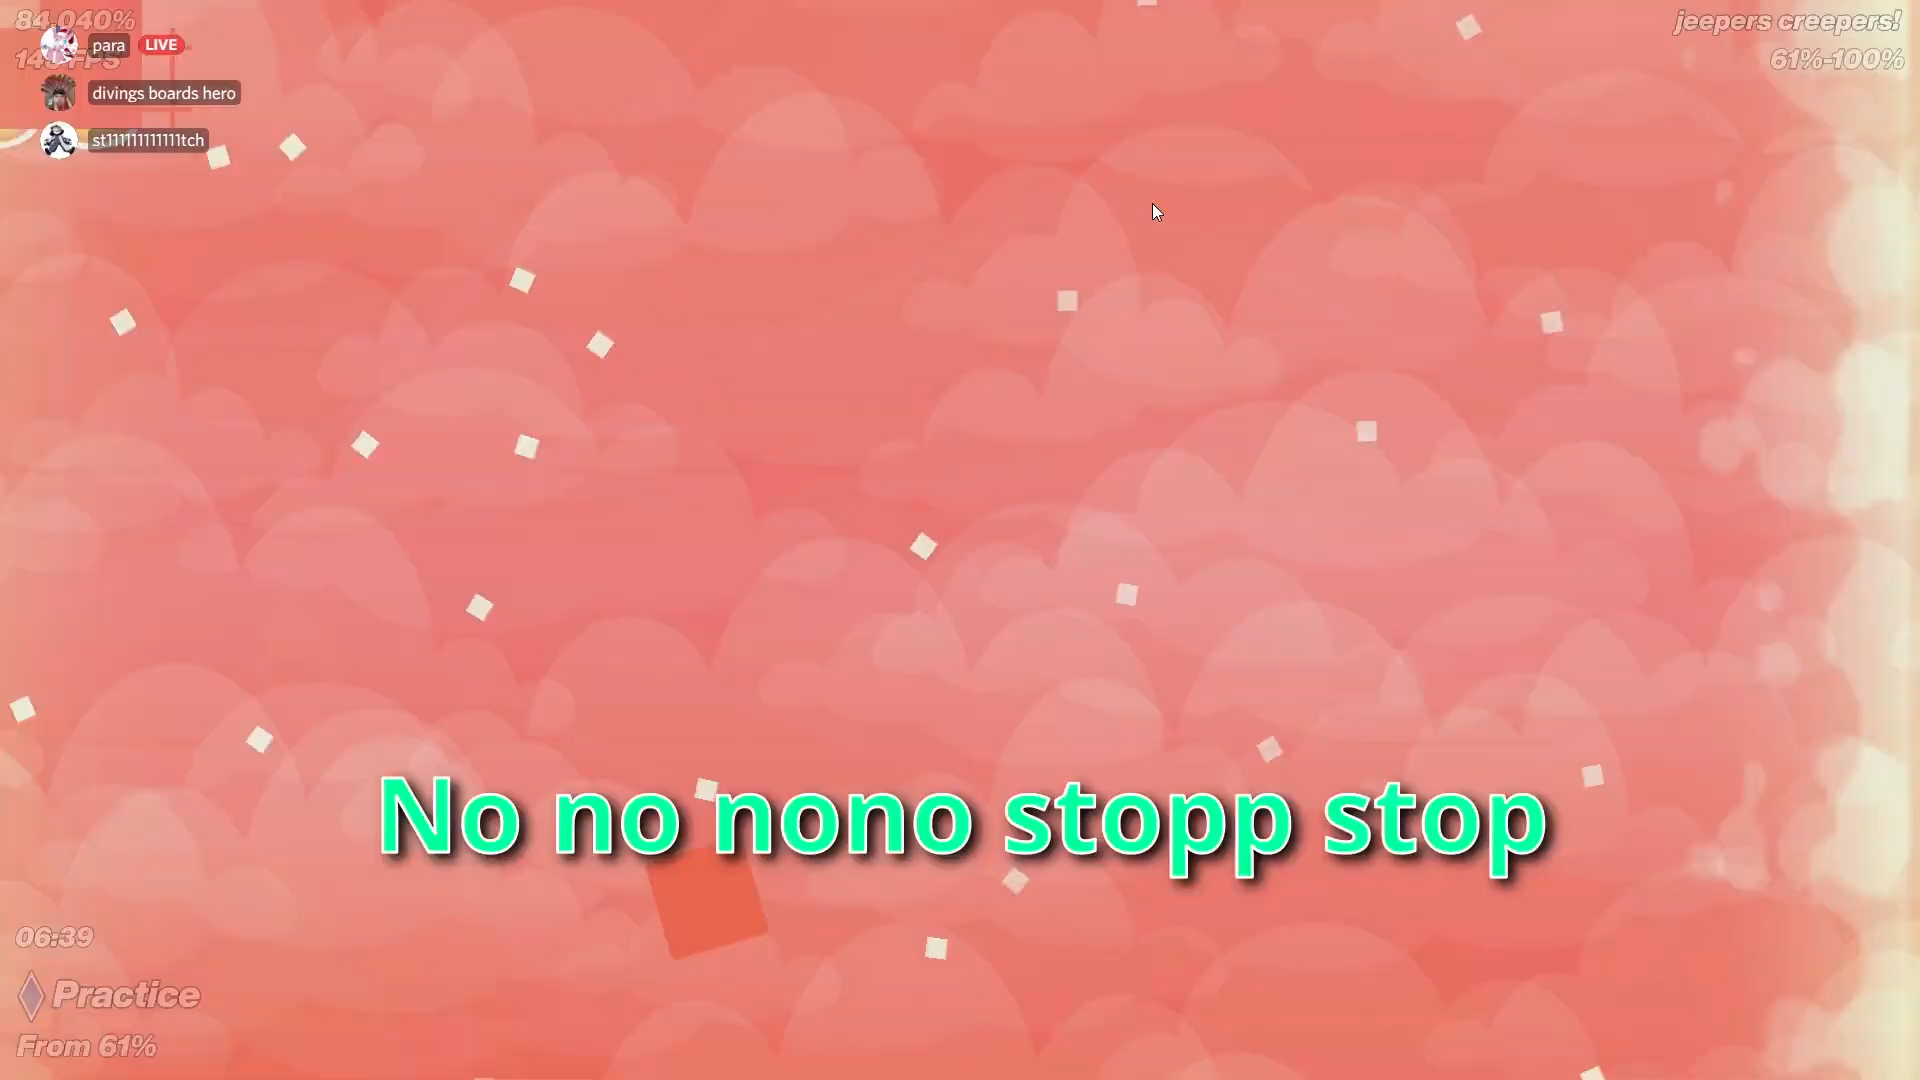 84.040%
para LIVE
divings boards hero
st111111111111tch
jeepers creepers!
61%-100%
No no nono stopp stop
06:39
Practice
From 61%